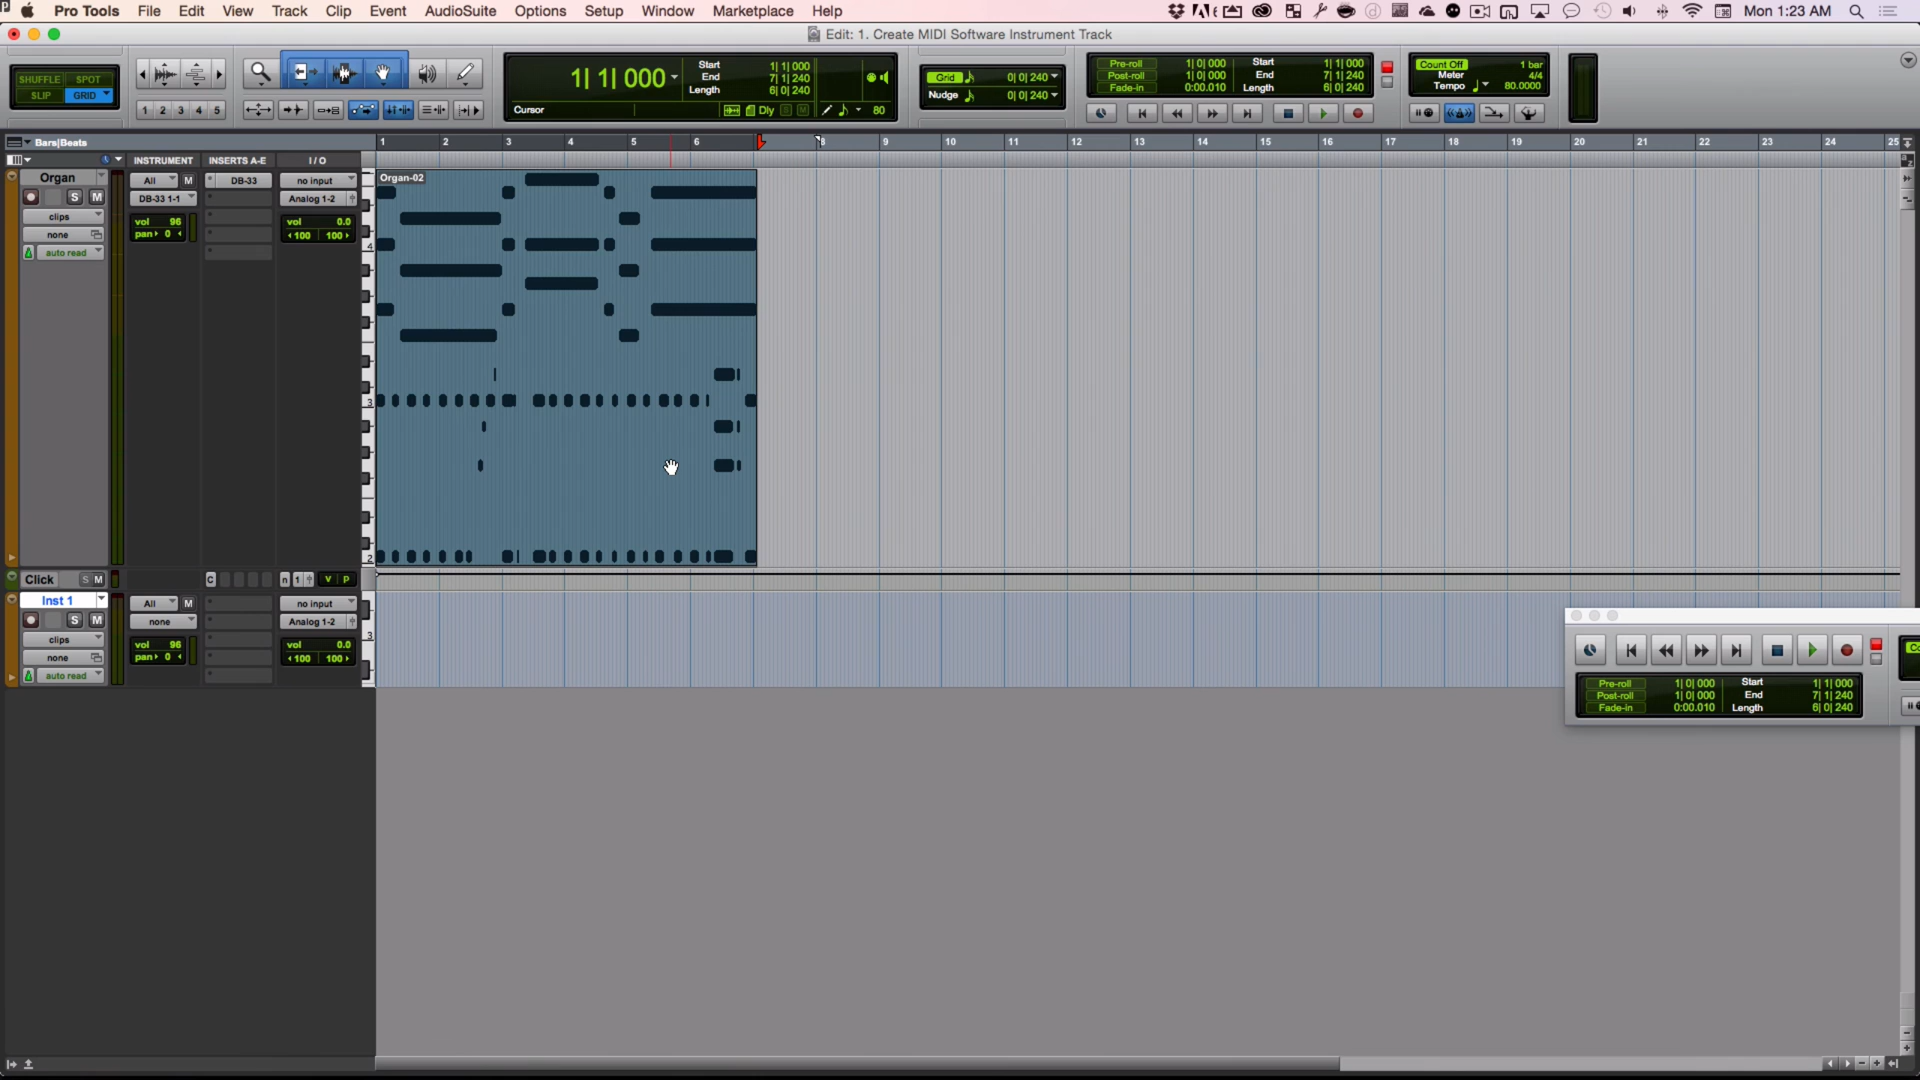 Pro Tools File Edit View Track Clip Event AudioSuite Options Setup Window Marketplace Help Mon 1:23 AM
Edit: 1. Create MIDI Software Instrument Track
SHUFFLE SPOT
SLIP GRID
1 2 3 4 5
1| 1| 000
Start 1| 1| 000
End 7| 1| 240
Length 6| 0| 240
Cursor Dly S M 80
Grid 0| 0| 240
Nudge 0| 0| 240
Pre-roll 1| 0| 000 Start 1| 1| 000
Post-roll 1| 0| 000 End 7| 1| 240
Fade-in 0:00.010 Length 6| 0| 240
Count Off 1 bar
Meter 4/4
Tempo 80.0000
Bars|Beats 1 2 3 4 5 6 8 9 10 11 12 13 14 15 16 17 18 19 20 21 22 23 24 25
INSTRUMENT INSERTS A-E I / O
Organ All M DB-33 no input Organ-02
S M DB-33 1-1 Analog 1-2
clips vol 96 vol 0.0
none pan 0 100 100
auto read
4
3
2
Click S M C n 1 v p
Inst 1 All M no input
S M none Analog 1-2
clips vol 96 vol 0.0 3
none pan 0 100 100
auto read
Pre-roll 1| 0| 000 Start 1| 1| 000
Post-roll 1| 0| 000 End 7| 1| 240
Fade-in 0:00.010 Length 6| 0| 240